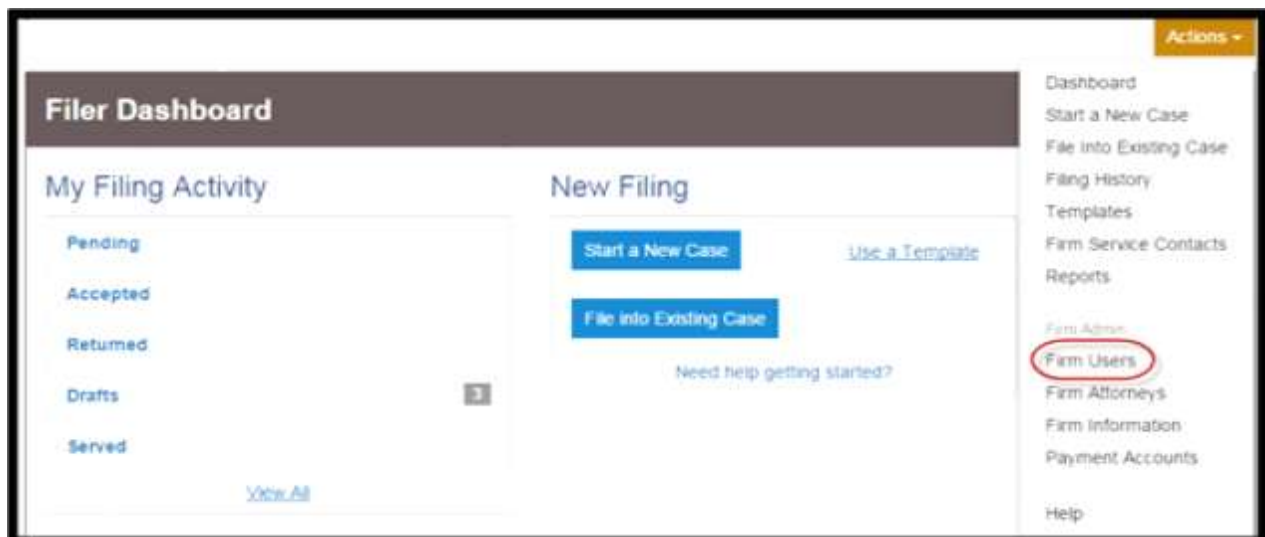 Actions
Filer Dashboard
My Filing Activity
Pending
Accepted
Returned
Drafts
3
Served
View All
New Filing
Start a New Case
Use a Template
File into Existing Case
Need help getting started?
Dashboard
Start a New Case
File Into Existing Case
Filing History
Templates
Firm Service Contacts
Reports
Firm Admin
Firm Users
Firm Attorneys
Firm Information
Payment Accounts
Help